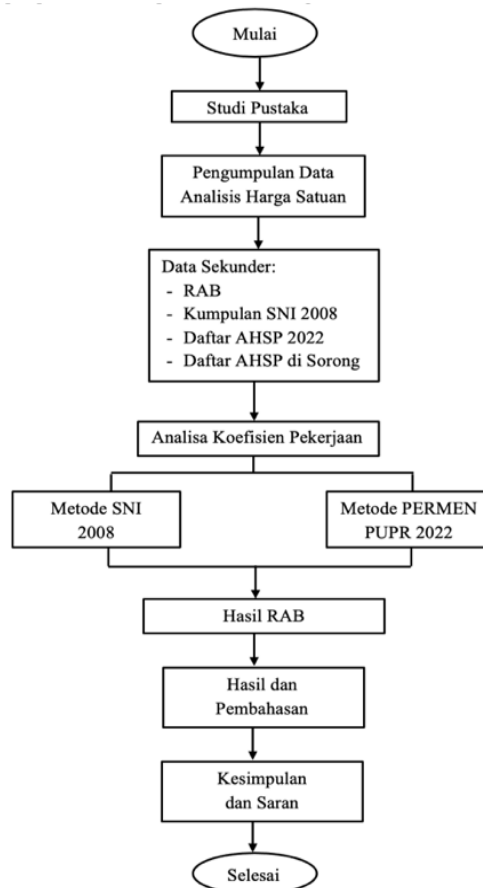 Mulai
Studi Pustaka
Pengumpulan Data
Analisis Harga Satuan
Data Sekunder:
- RAB
- Kumpulan SNI 2008
- Daftar AHSP 2022
- Daftar AHSP di Sorong
Analisa Koefisien Pekerjaan
Metode SNI
2008
Metode PERMEN
PUPR 2022
Hasil RAB
Hasil dan
Pembahasan
Kesimpulan
dan Saran
Selesai